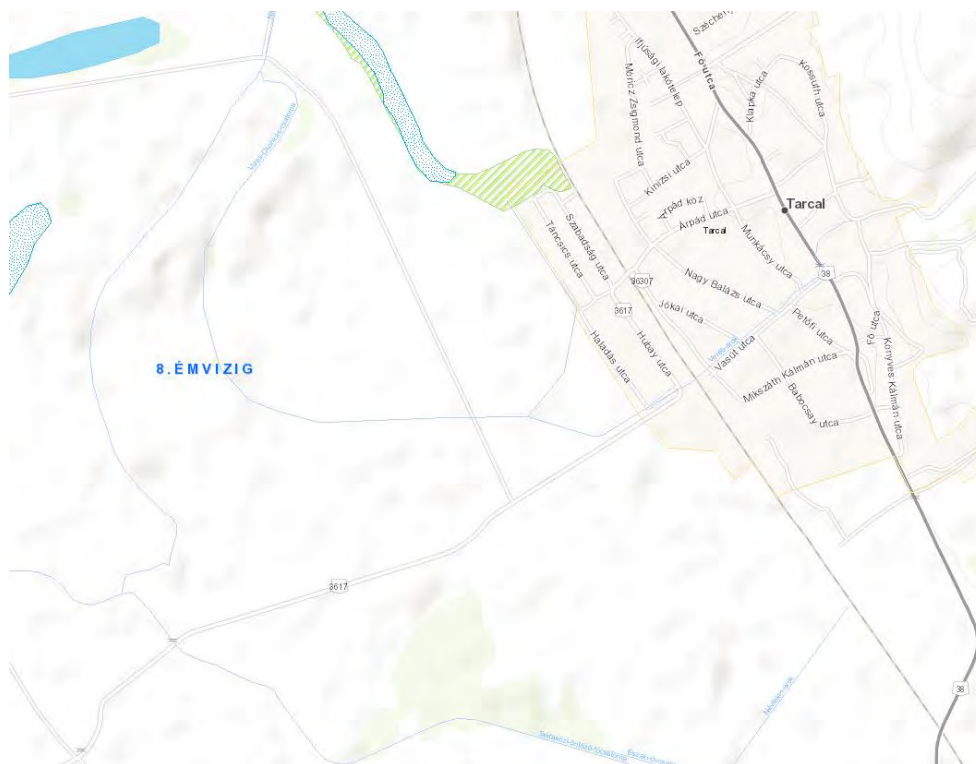 Széchenyi
Ifjúsági lakótelep
Fő utca
Móricz Zsigmond utca
Klapka utca
Kossuth utca
Kinizsi utca
Árpád köz
Árpád utca
Tarcal
Tarcal
Munkácsy utca
Szabadság utca
Táncsics utca
36307
38
3617
Nagy Balázs utca
Jókai utca
Petőfi utca
Fő utca
Könyves Kálmán utca
Hubay utca
Haladás utca
Vasút utca
Mikszáth Kálmán utca
Babocsay utca
8.ÉMVIZIG
3617
38